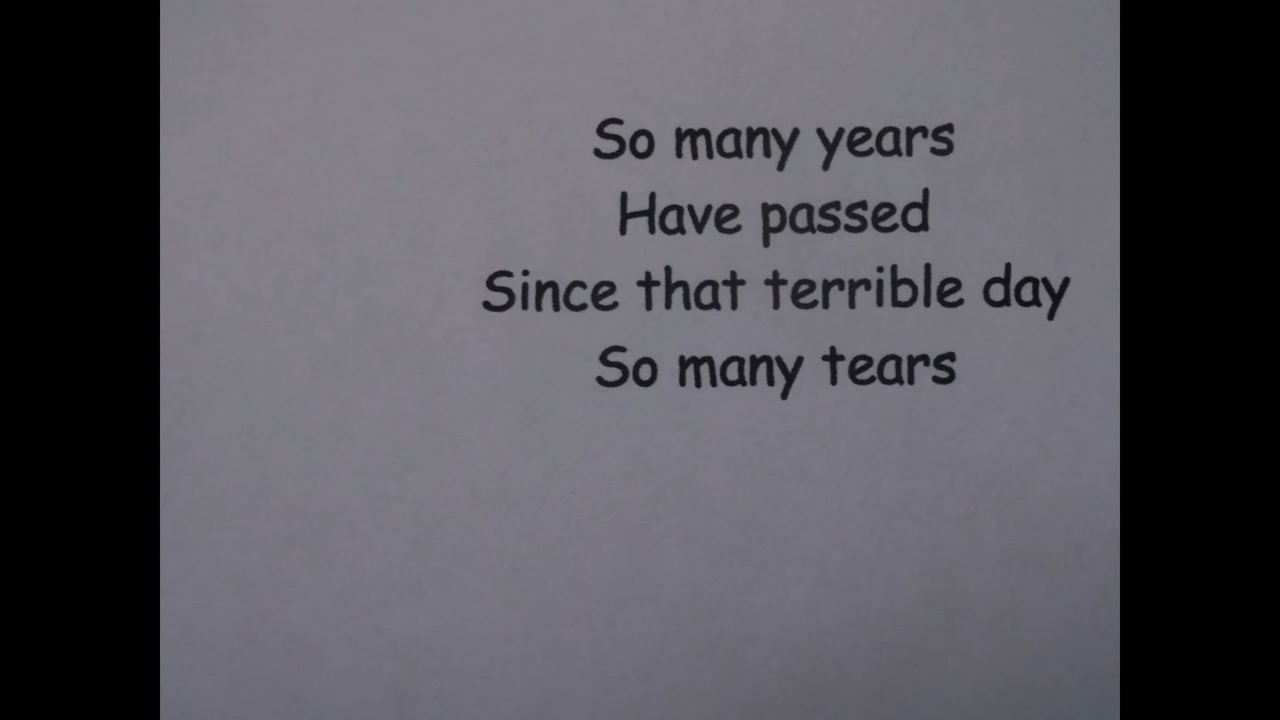 So many years
Have passed
Since that terrible day
So many tears